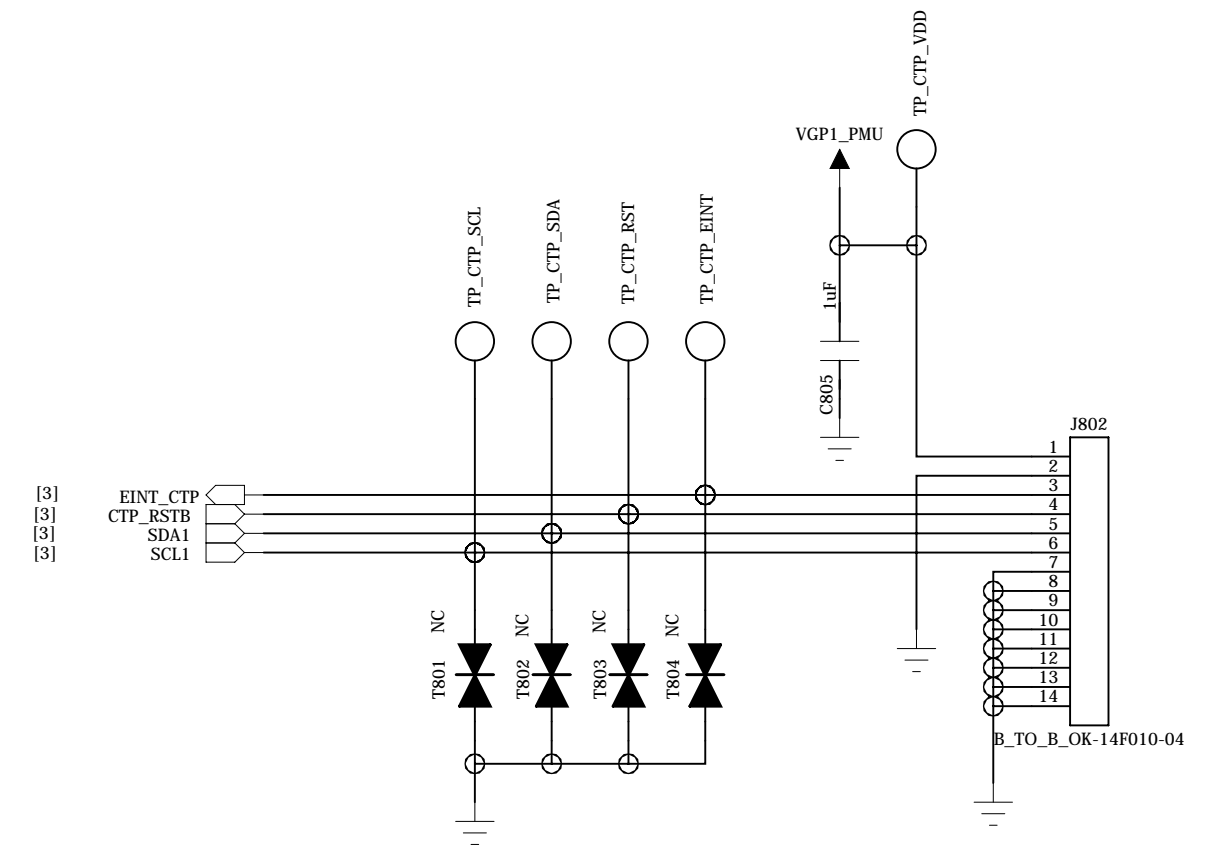 TP_CTP_VDD
VGP1_PMU
TP_CTP_SCL
TP_CTP_SDA
TP_CTP_RST
TP_CTP_EINT
1uF
C805
J802
1
2
3
4
5
6
7
8
9
10
11
12
13
14
[3] EINT_CTP
[3] CTP_RSTB
[3] SDA1
[3] SCL1
NC
NC
NC
NC
T801
T802
T803
T804
B_TO_B_OK-14F010-04